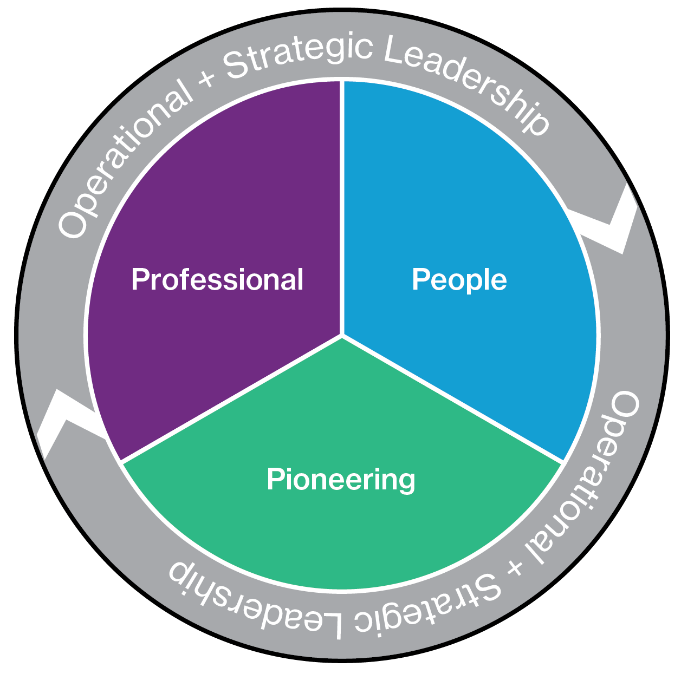 Operational + Strategic Leadership
Professional
People
Pioneering
Operational + Strategic Leadership